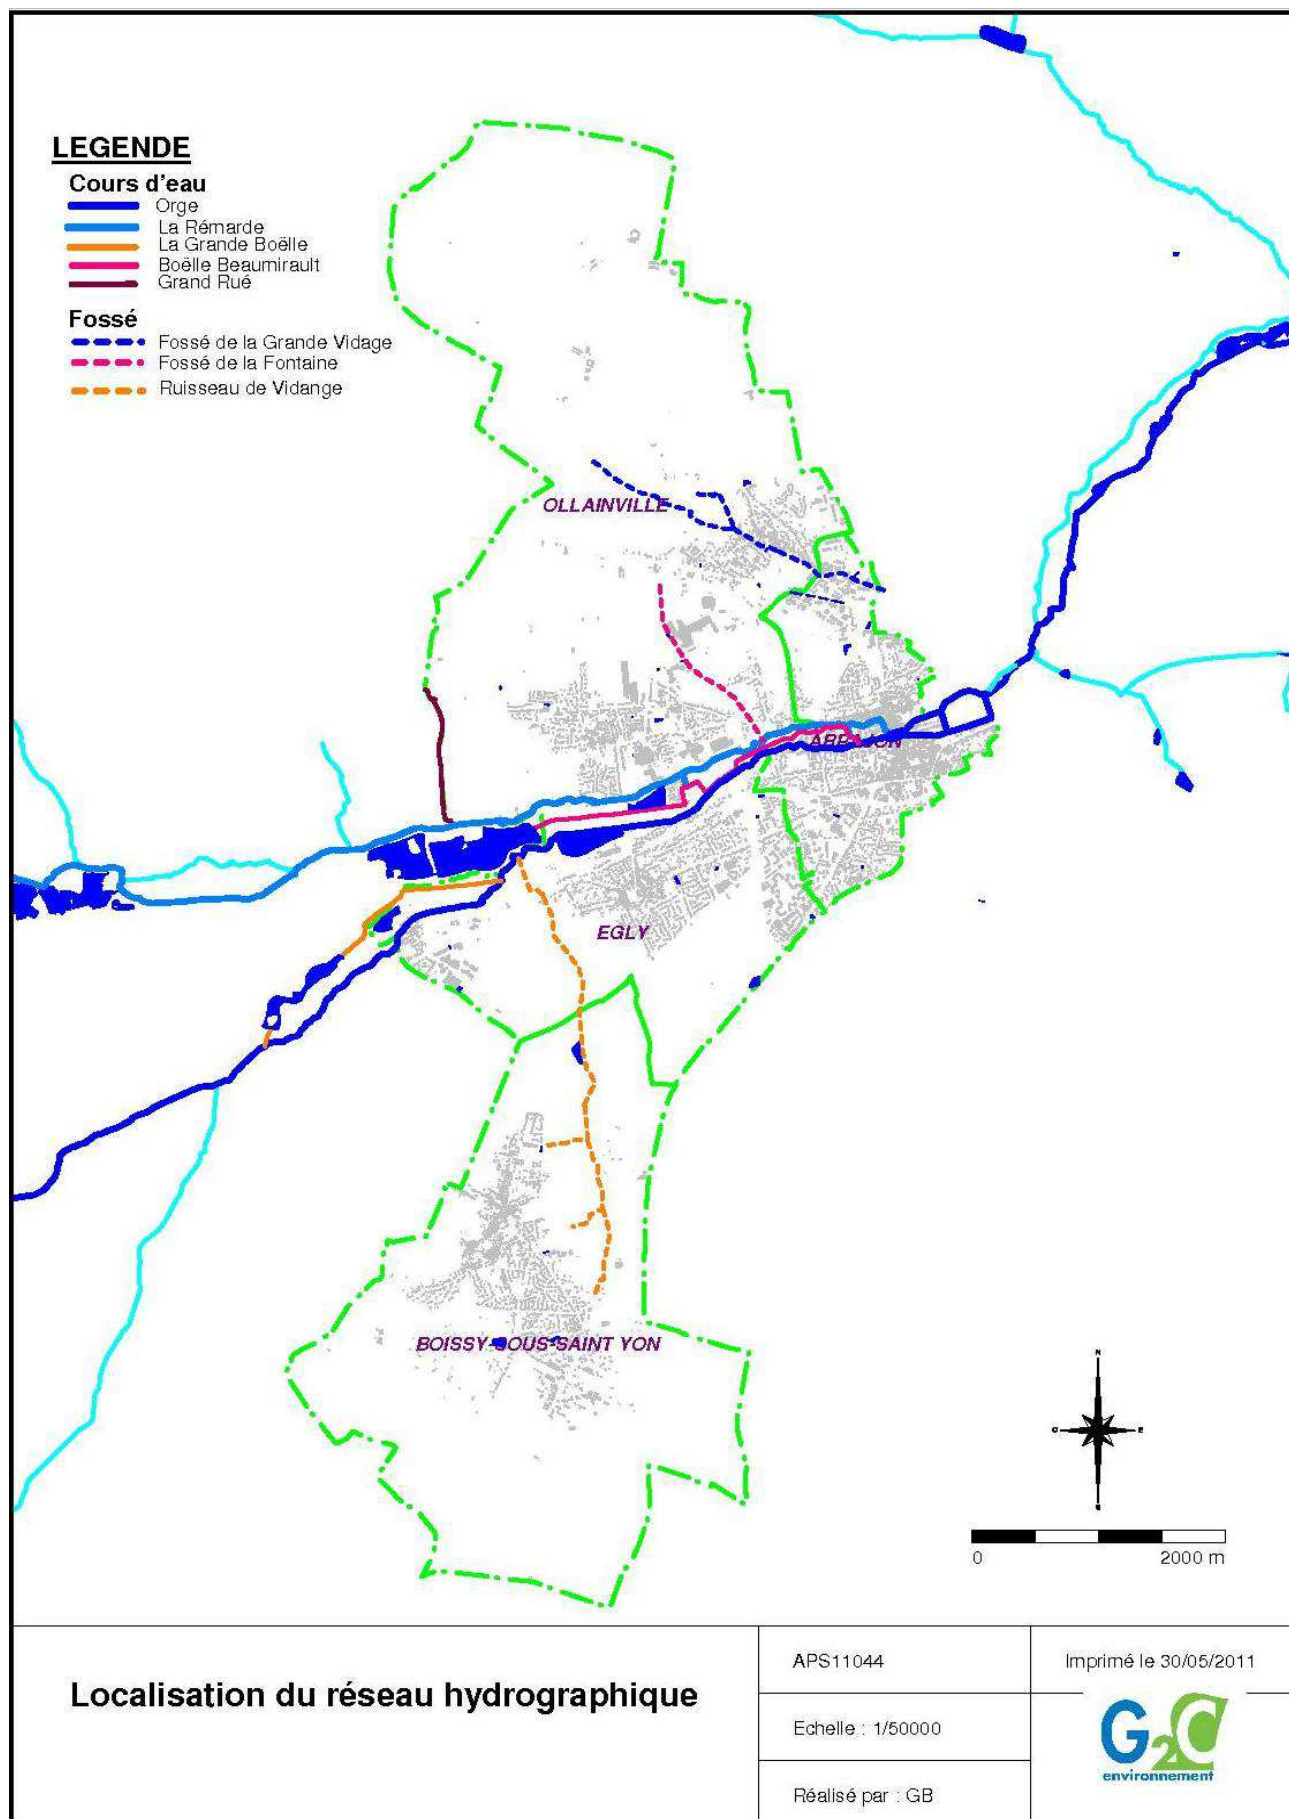 LEGENDE
Cours d'eau
Orge
La Rémarde
La Grande Boëlle
Boëlle Beaumirault
Grand Rué
Fossé
Fossé de la Grande Vidage
Fossé de la Fontaine
Ruisseau de Vidange
OLLAINVILLE
ARPAJON
EGLY
BOISSY-SOUS-SAINT YON
N
O E
S
0 2000 m
Localisation du réseau hydrographique
APS11044
Imprimé le 30/05/2011
Echelle : 1/50000
Réalisé par : GB
G2C
environnement